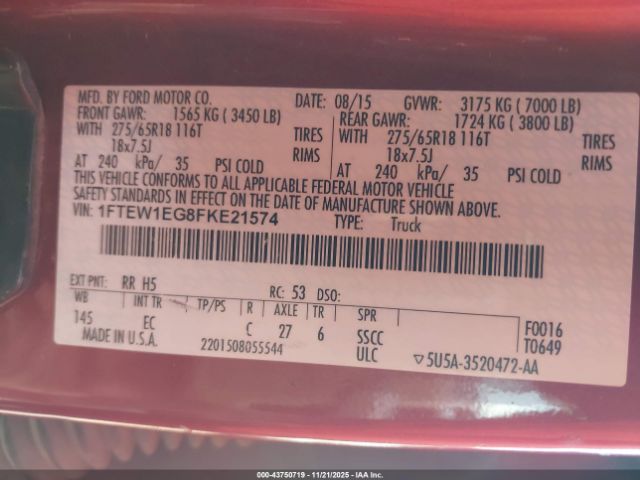 MFD. BY FORD MOTOR CO. DATE: 08/15 GVWR: 3175 KG ( 7000 LB)
FRONT GAWR: 1565 KG ( 3450 LB) REAR GAWR: 1724 KG ( 3800 LB)
WITH 275/65R18 116T TIRES WITH 275/65R18 116T TIRES
18x7.5J RIMS 18x7.5J RIMS
AT 240 kPa/ 35 PSI COLD AT 240 kPa/ 35 PSI COLD
THIS VEHICLE CONFORMS TO ALL APPLICABLE FEDERAL MOTOR VEHICLE
SAFETY STANDARDS IN EFFECT ON THE DATE OF MANUFACTURE SHOWN ABOVE.
VIN: 1FTEW1EG8FKE21574 TYPE: Truck
EXT PNT: RR H5 RC: 53 DSO:
WB INT TR TP/PS R AXLE TR SPR
145 EC C 27 6 SSCC F0016
MADE IN U.S.A. 2201508055544 ULC T0649
▽5U5A-3520472-AA
000-43750719 -- 11/21/2025 -- IAA Inc.